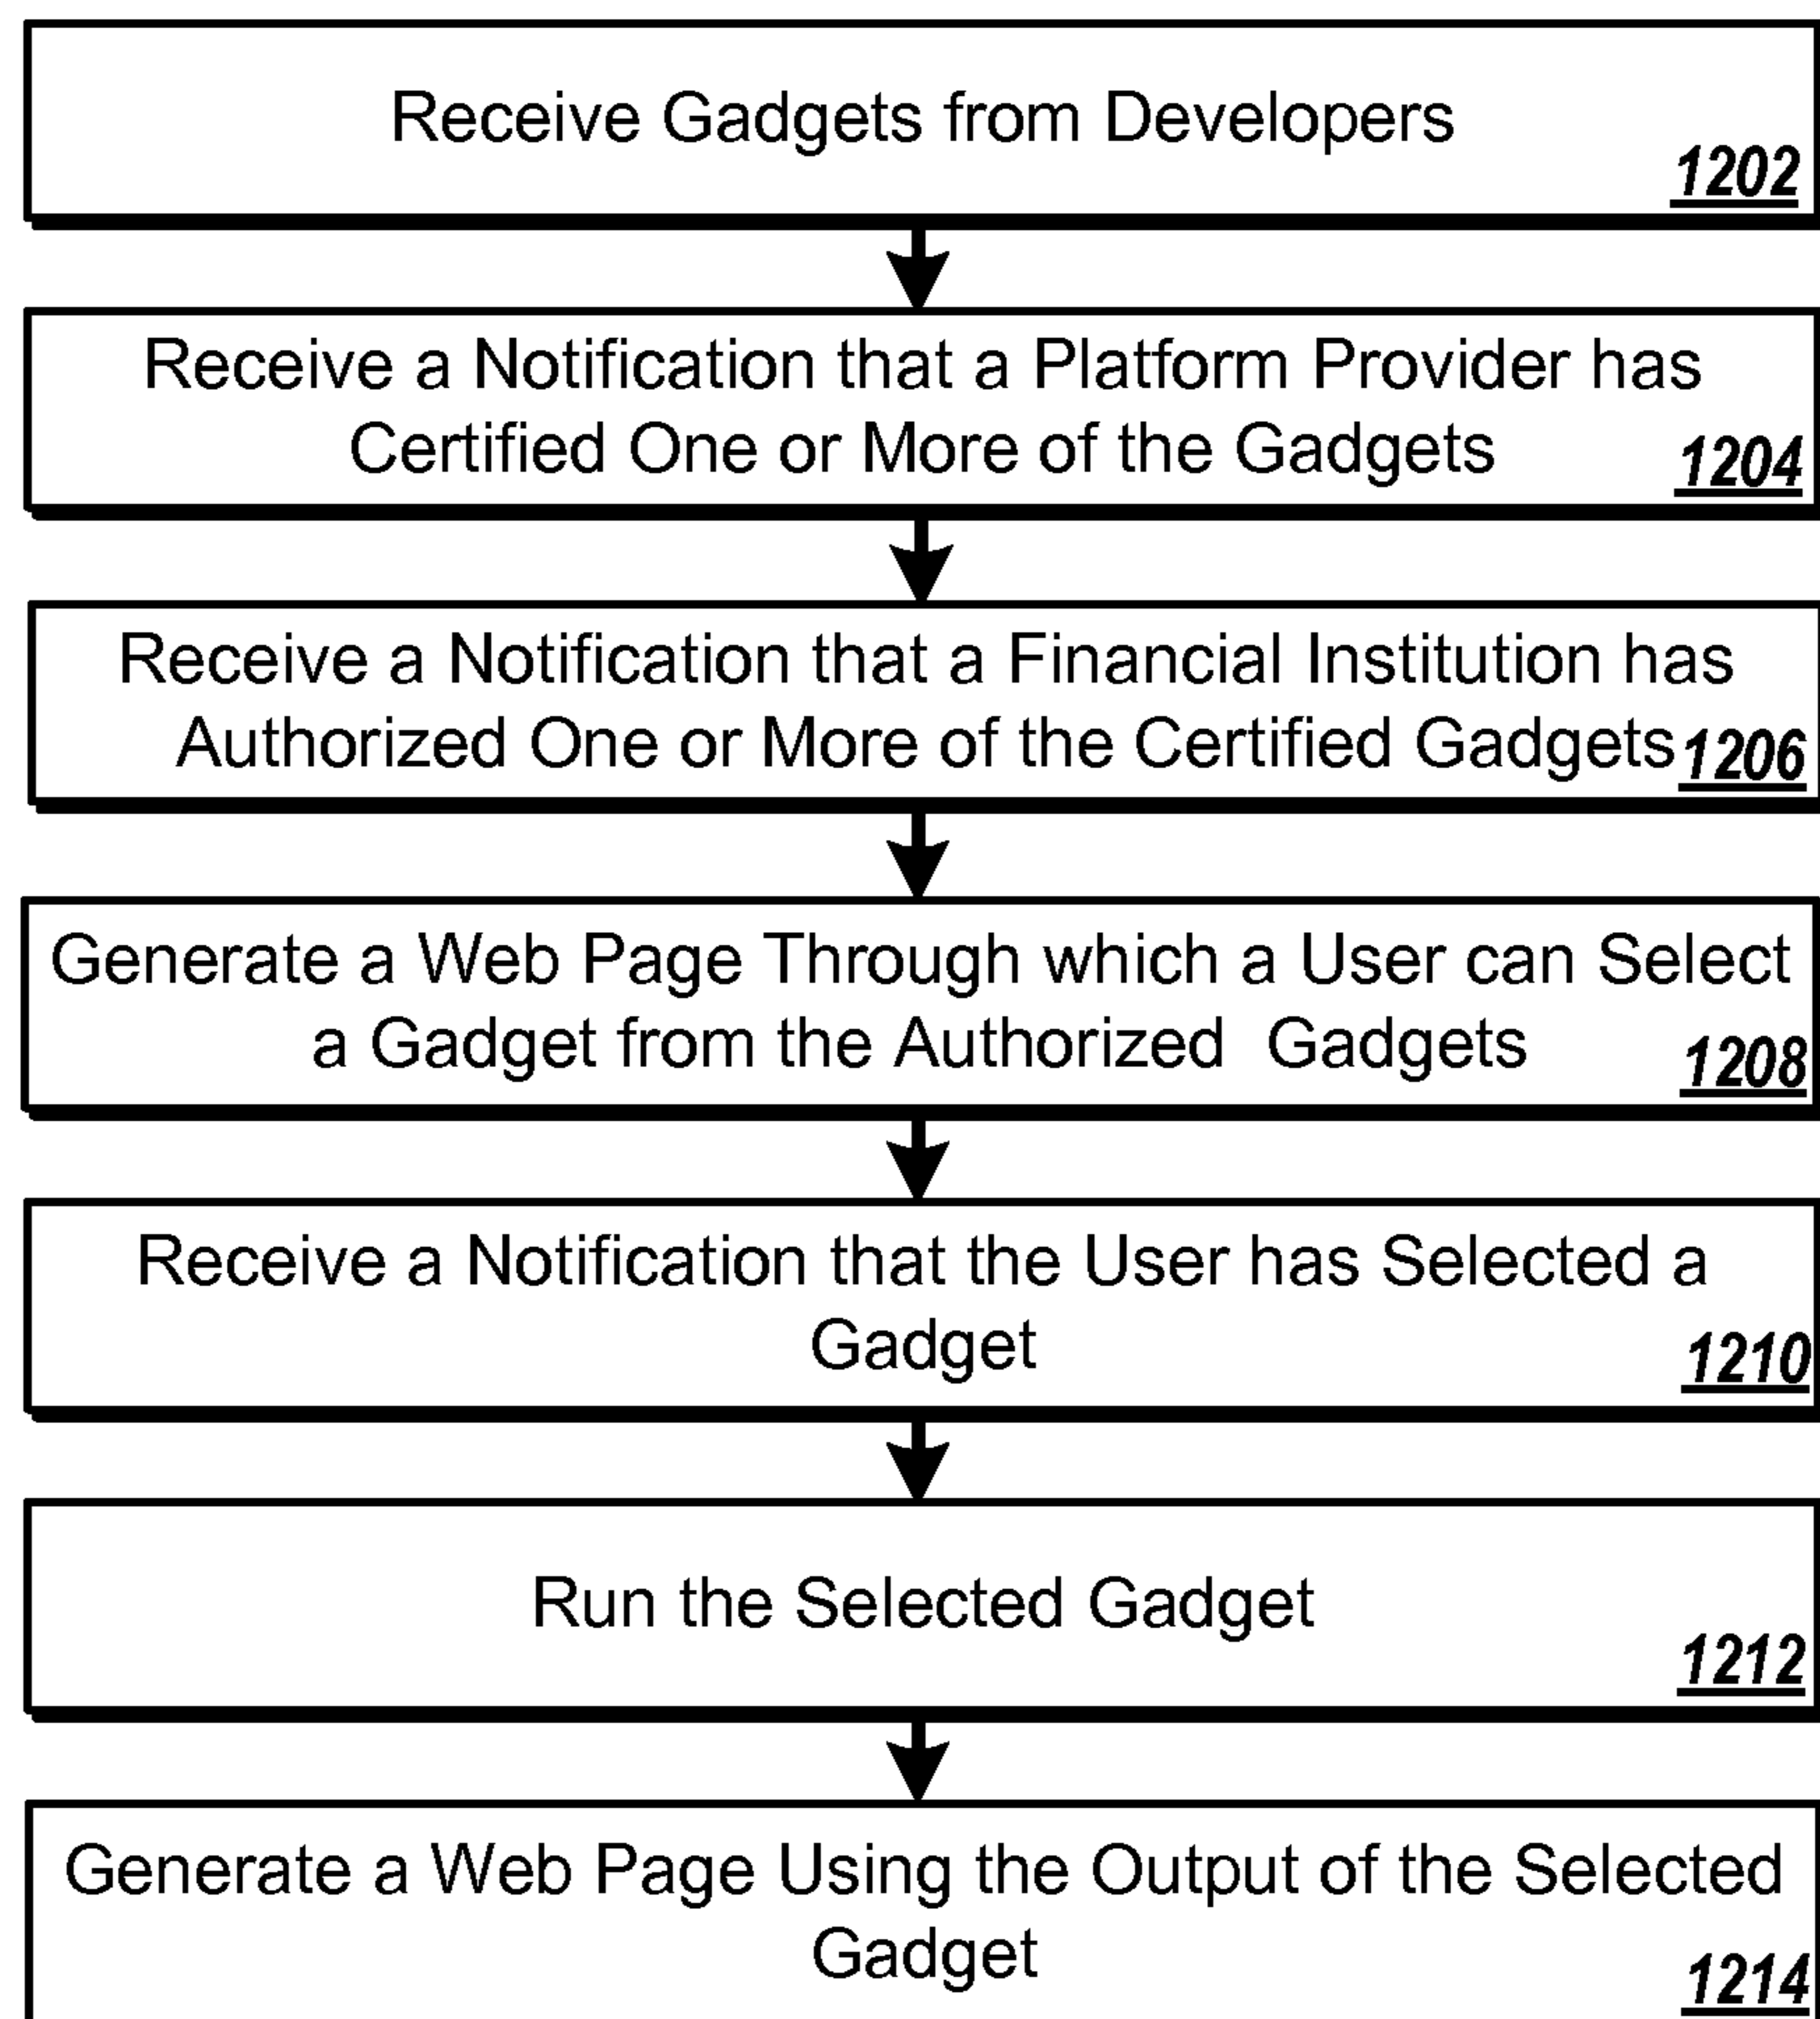 Receive Gadgets from Developers
1202
Receive a Notification that a Platform Provider has
Certified One or More of the Gadgets
1204
Receive a Notification that a Financial Institution has
Authorized One or More of the Certified Gadgets
1206
Generate a Web Page Through which a User can Select
a Gadget from the Authorized Gadgets
1208
Receive a Notification that the User has Selected a
Gadget
1210
Run the Selected Gadget
1212
Generate a Web Page Using the Output of the Selected
Gadget
1214